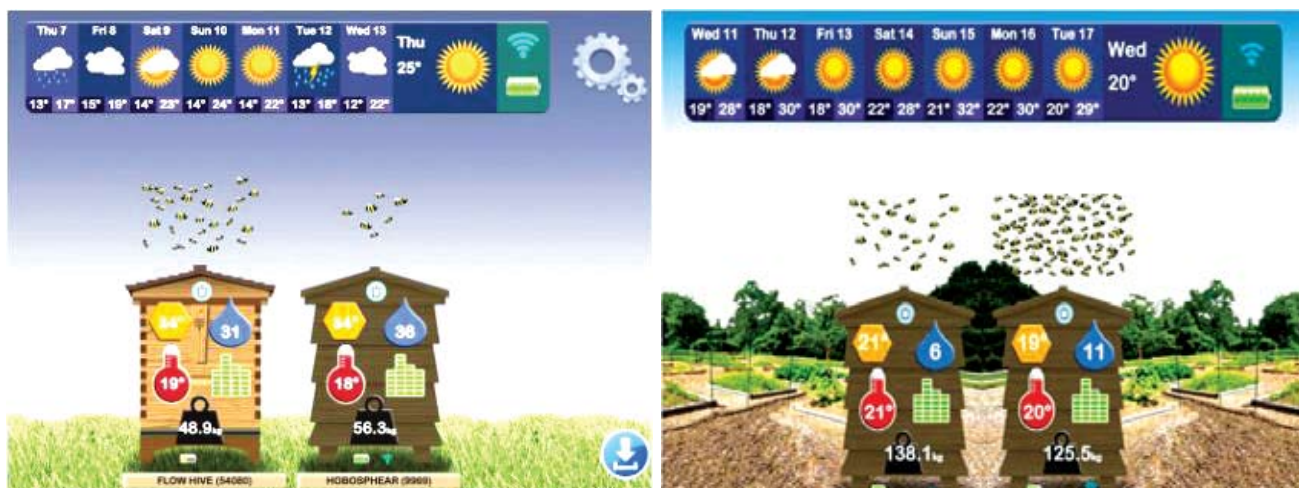 Thu 7 Fri 8 Sat 9 Sun 10 Mon 11 Tue 12 Wed 13
Thu
25°
13° 17° 15° 19° 14° 23° 14° 24° 14° 22° 13° 18° 12° 22°
31
19°
48.9kg
FLOW HIVE (54080)
34°
36
18°
56.3kg
HOBOSPHEAR (9969)
Wed 11 Thu 12 Fri 13 Sat 14 Sun 15 Mon 16 Tue 17
Wed
20°
19° 28° 18° 30° 18° 30° 22° 28° 21° 32° 22° 30° 20° 29°
21°
6
21°
138.1kg
19°
11
20°
125.5kg